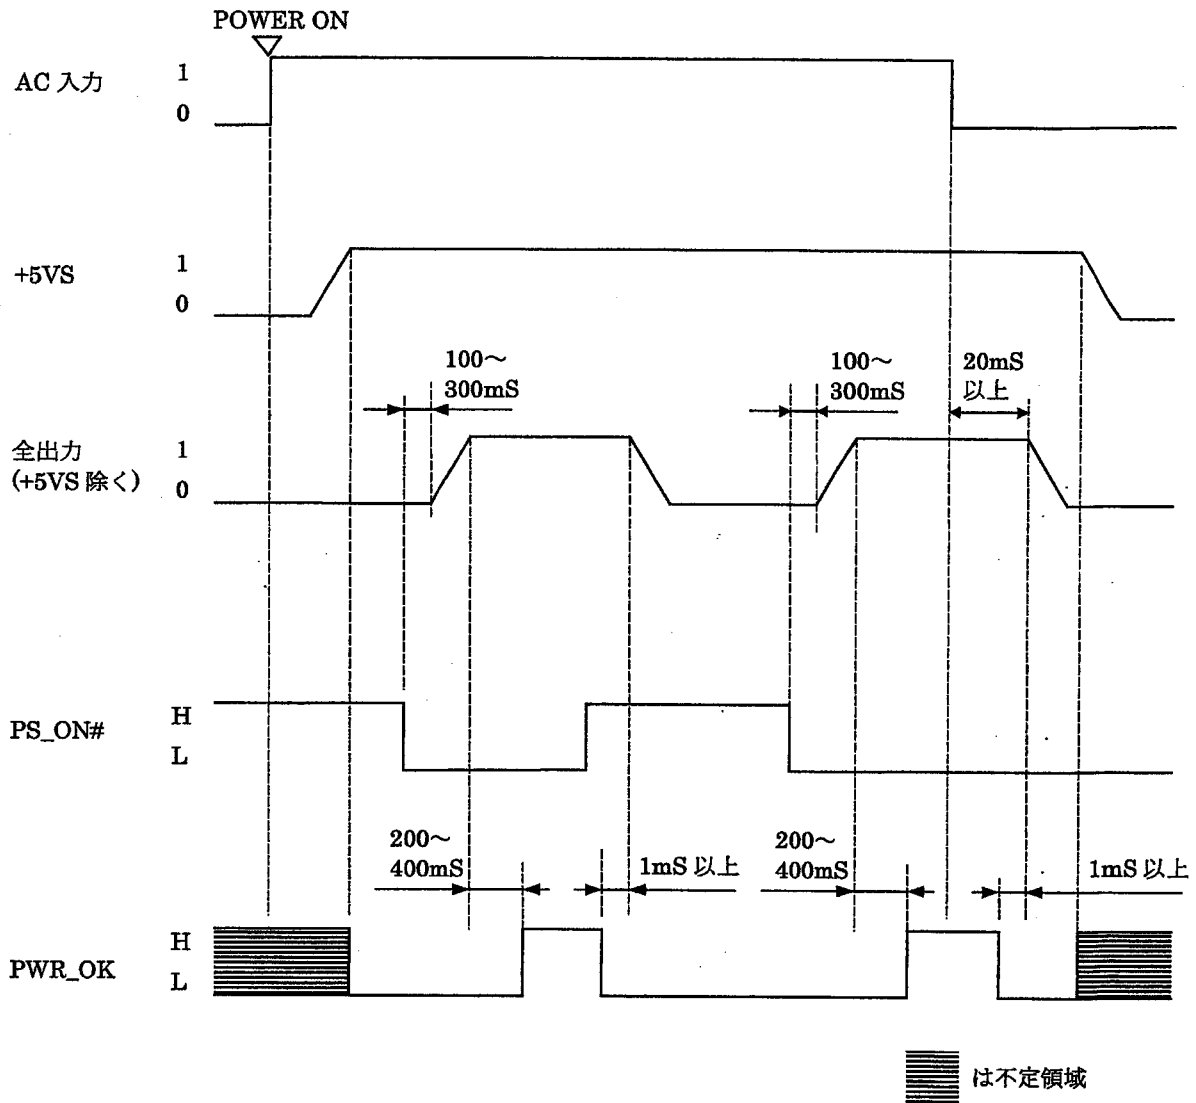 POWER ON
AC 入力
1
0
+5VS
1
0
100～
300mS
100～
300mS
20mS
以上
全出力
(+5VS 除く)
1
0
PS_ON#
H
L
200～
400mS
1mS 以上
200～
400mS
1mS 以上
PWR_OK
H
L
は不定領域